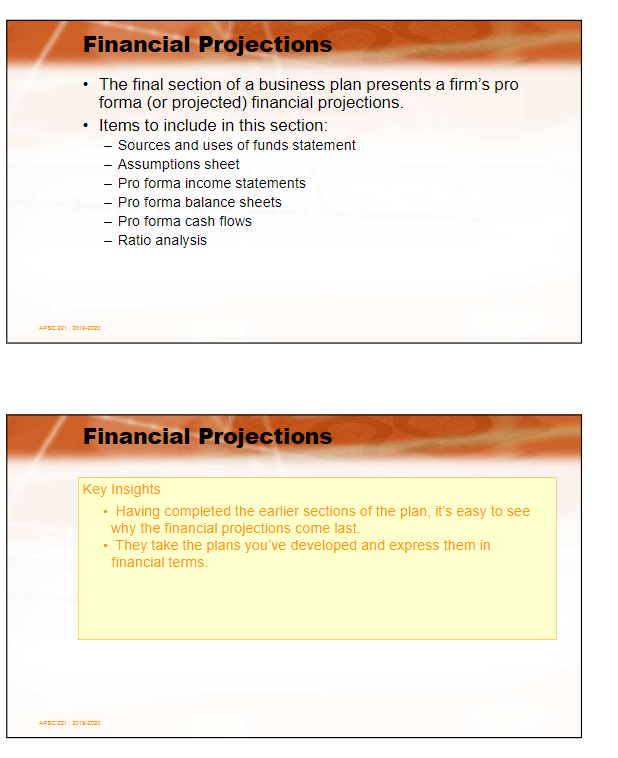 Financial Projections
• The final section of a business plan presents a firm's pro
forma (or projected) financial projections.
• Items to include in this section:
– Sources and uses of funds statement
– Assumptions sheet
– Pro forma income statements
– Pro forma balance sheets
– Pro forma cash flows
– Ratio analysis
APSC 221 : 2019-2020
Financial Projections
Key Insights
• Having completed the earlier sections of the plan, it's easy to see
why the financial projections come last.
• They take the plans you've developed and express them in
financial terms.
APSC 221 : 2019-2020